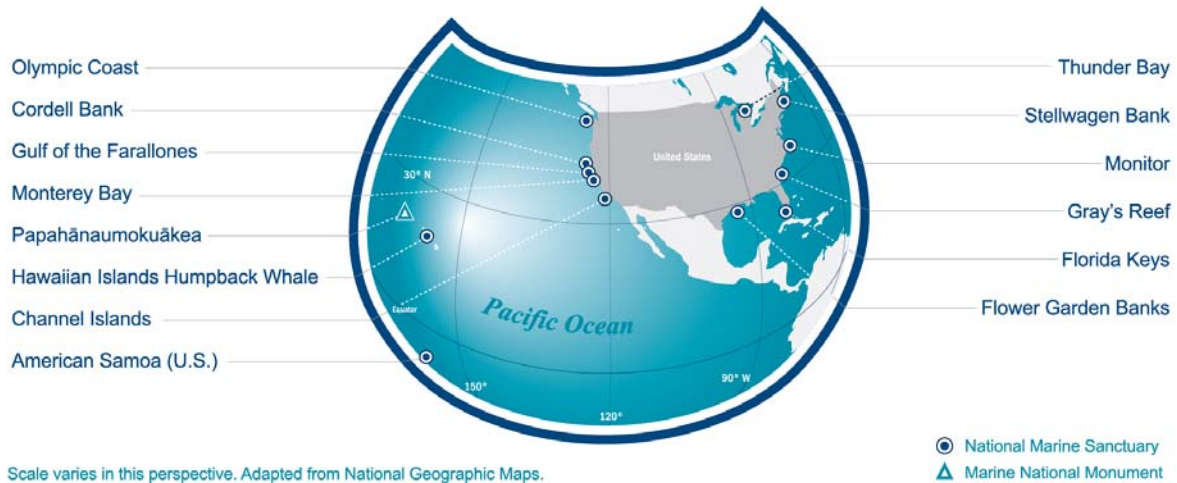 Olympic Coast
Cordell Bank
Gulf of the Farallones
Monterey Bay
Papahānaumokuākea
Hawaiian Islands Humpback Whale
Channel Islands
American Samoa (U.S.)
Thunder Bay
Stellwagen Bank
Monitor
Gray's Reef
Florida Keys
Flower Garden Banks
United States
30° N
Equator
Pacific Ocean
150°
120°
90° W
National Marine Sanctuary
Marine National Monument
Scale varies in this perspective. Adapted from National Geographic Maps.